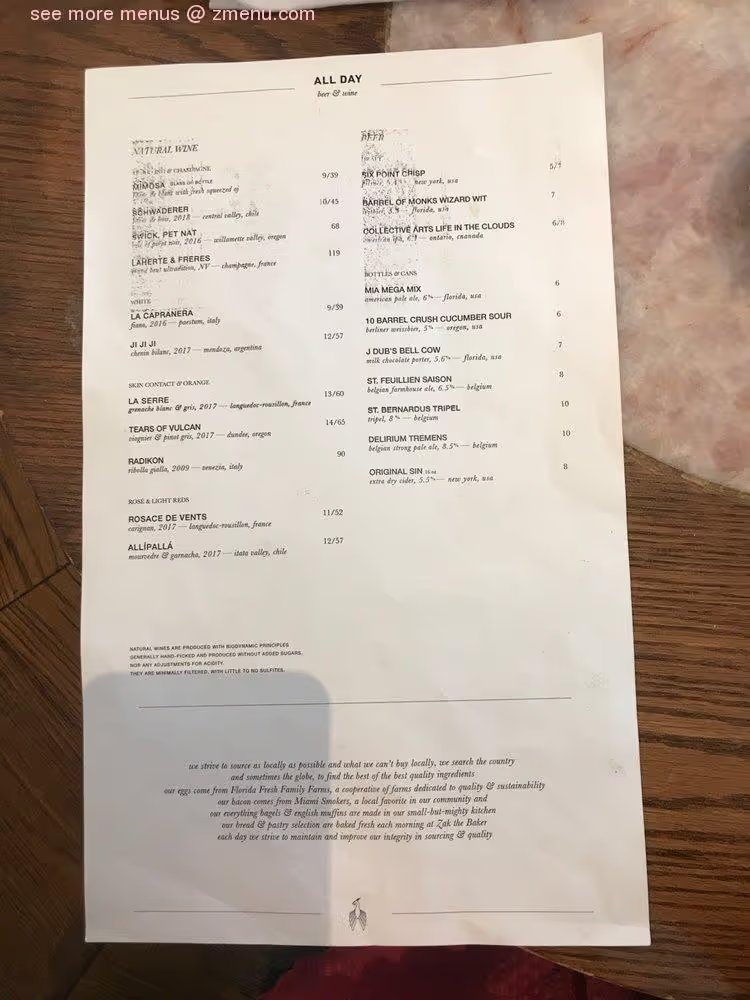 see more menus @ zmenu.com
ALL DAY
beer & wine
NATURAL WINE
& CHAMPAGNE
MIMOSA GLASS OR BOTTLE 9/39
blanc with fresh squeezed oj
SCHWADERER 10/45
2018 — central valley, chile
SWICK, PET NAT 68
of pinot noir, 2016 — willamette valley, oregon
LAHERTE & FRERES 119
grand brut ultradition, NV — champagne, france
WHITE
LA CAPRANERA 9/39
fiano, 2016 — paestum, italy
JI JI JI 12/57
chenin bilanc, 2017 — mendoza, argentina
SKIN CONTACT & ORANGE
LA SERRE 13/60
grenache blanc & gris, 2017 — languedoc-rousillon, france
TEARS OF VULCAN 14/65
viognier & pinot gris, 2017 — dundee, oregon
RADIKON 90
ribolla gialla, 2009 — venezia, italy
ROSÉ & LIGHT REDS
ROSACE DE VENTS 11/52
carignan, 2017 — languedoc-rousillon, france
ALLÍPALLÁ 12/57
mourvedre & garnacha, 2017 — itata valley, chile
NATURAL WINES ARE PRODUCED WITH BIODYNAMIC PRINCIPLES
GENERALLY HAND-PICKED AND PRODUCED WITHOUT ADDED SUGARS,
NOR ANY ADJUSTMENTS FOR ACIDITY.
THEY ARE MINIMALLY FILTERED, WITH LITTLE TO NO SULFITES.
BEER
5/7
SIX POINT CRISP
new york, usa
BARREL OF MONKS WIZARD WIT 7
florida, usa
COLLECTIVE ARTS LIFE IN THE CLOUDS 6/8
american ipa, — ontario, cnanada
BOTTLES & CANS
MIA MEGA MIX 6
american pale ale, 6% — florida, usa
10 BARREL CRUSH CUCUMBER SOUR 6
berliner weissbier, 5% — oregon, usa
J DUB'S BELL COW 7
milk chocolate porter, 5.6% — florida, usa
ST. FEUILLIEN SAISON 8
belgian farmhouse ale, 6.5% — belgium
ST. BERNARDUS TRIPEL 10
tripel, 8% — belgium
DELIRIUM TREMENS 10
belgian strong pale ale, 8.5% — belgium
ORIGINAL SIN 16 oz 8
extra dry cider, 5.5% — new york, usa
we strive to source as locally as possible and what we can't buy locally, we search the country
and sometimes the globe, to find the best of the best quality ingredients
our eggs come from Florida Fresh Family Farms, a cooperative of farms dedicated to quality & sustainability
our bacon comes from Miami Smokers, a local favorite in our community and
our everything bagels & english muffins are made in our small-but-mighty kitchen
our bread & pastry selection are baked fresh each morning at Zak the Baker
each day we strive to maintain and improve our integrity in sourcing & quality